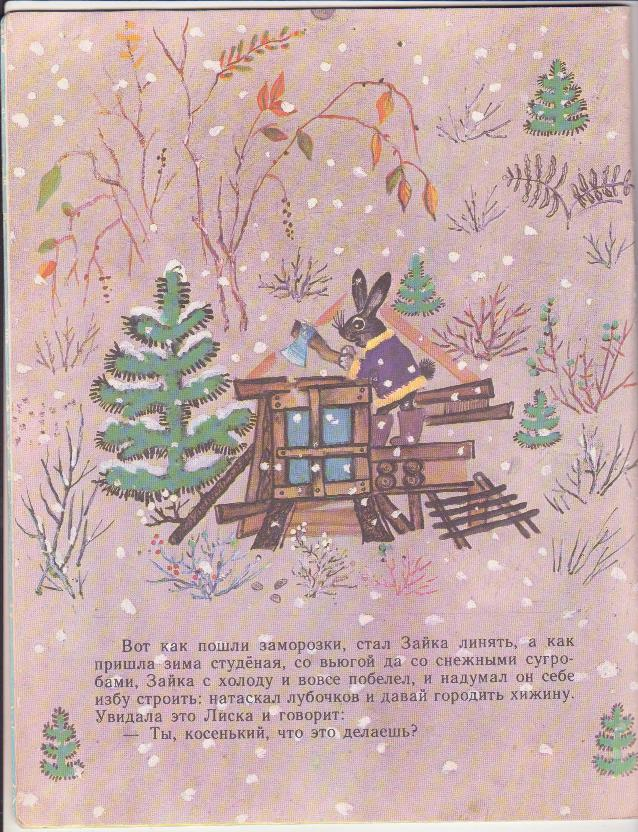 Вот как пошли заморозки, стал Зайка линять, а как
пришла зима студёная, со вьюгой да со снежными сугро-
бами, Зайка с холоду и вовсе побелел, и надумал он себе
избу строить: натаскал лубочков и давай городить хижину.
Увидала это Лиска и говорит:
— Ты, косенький, что это делаешь?